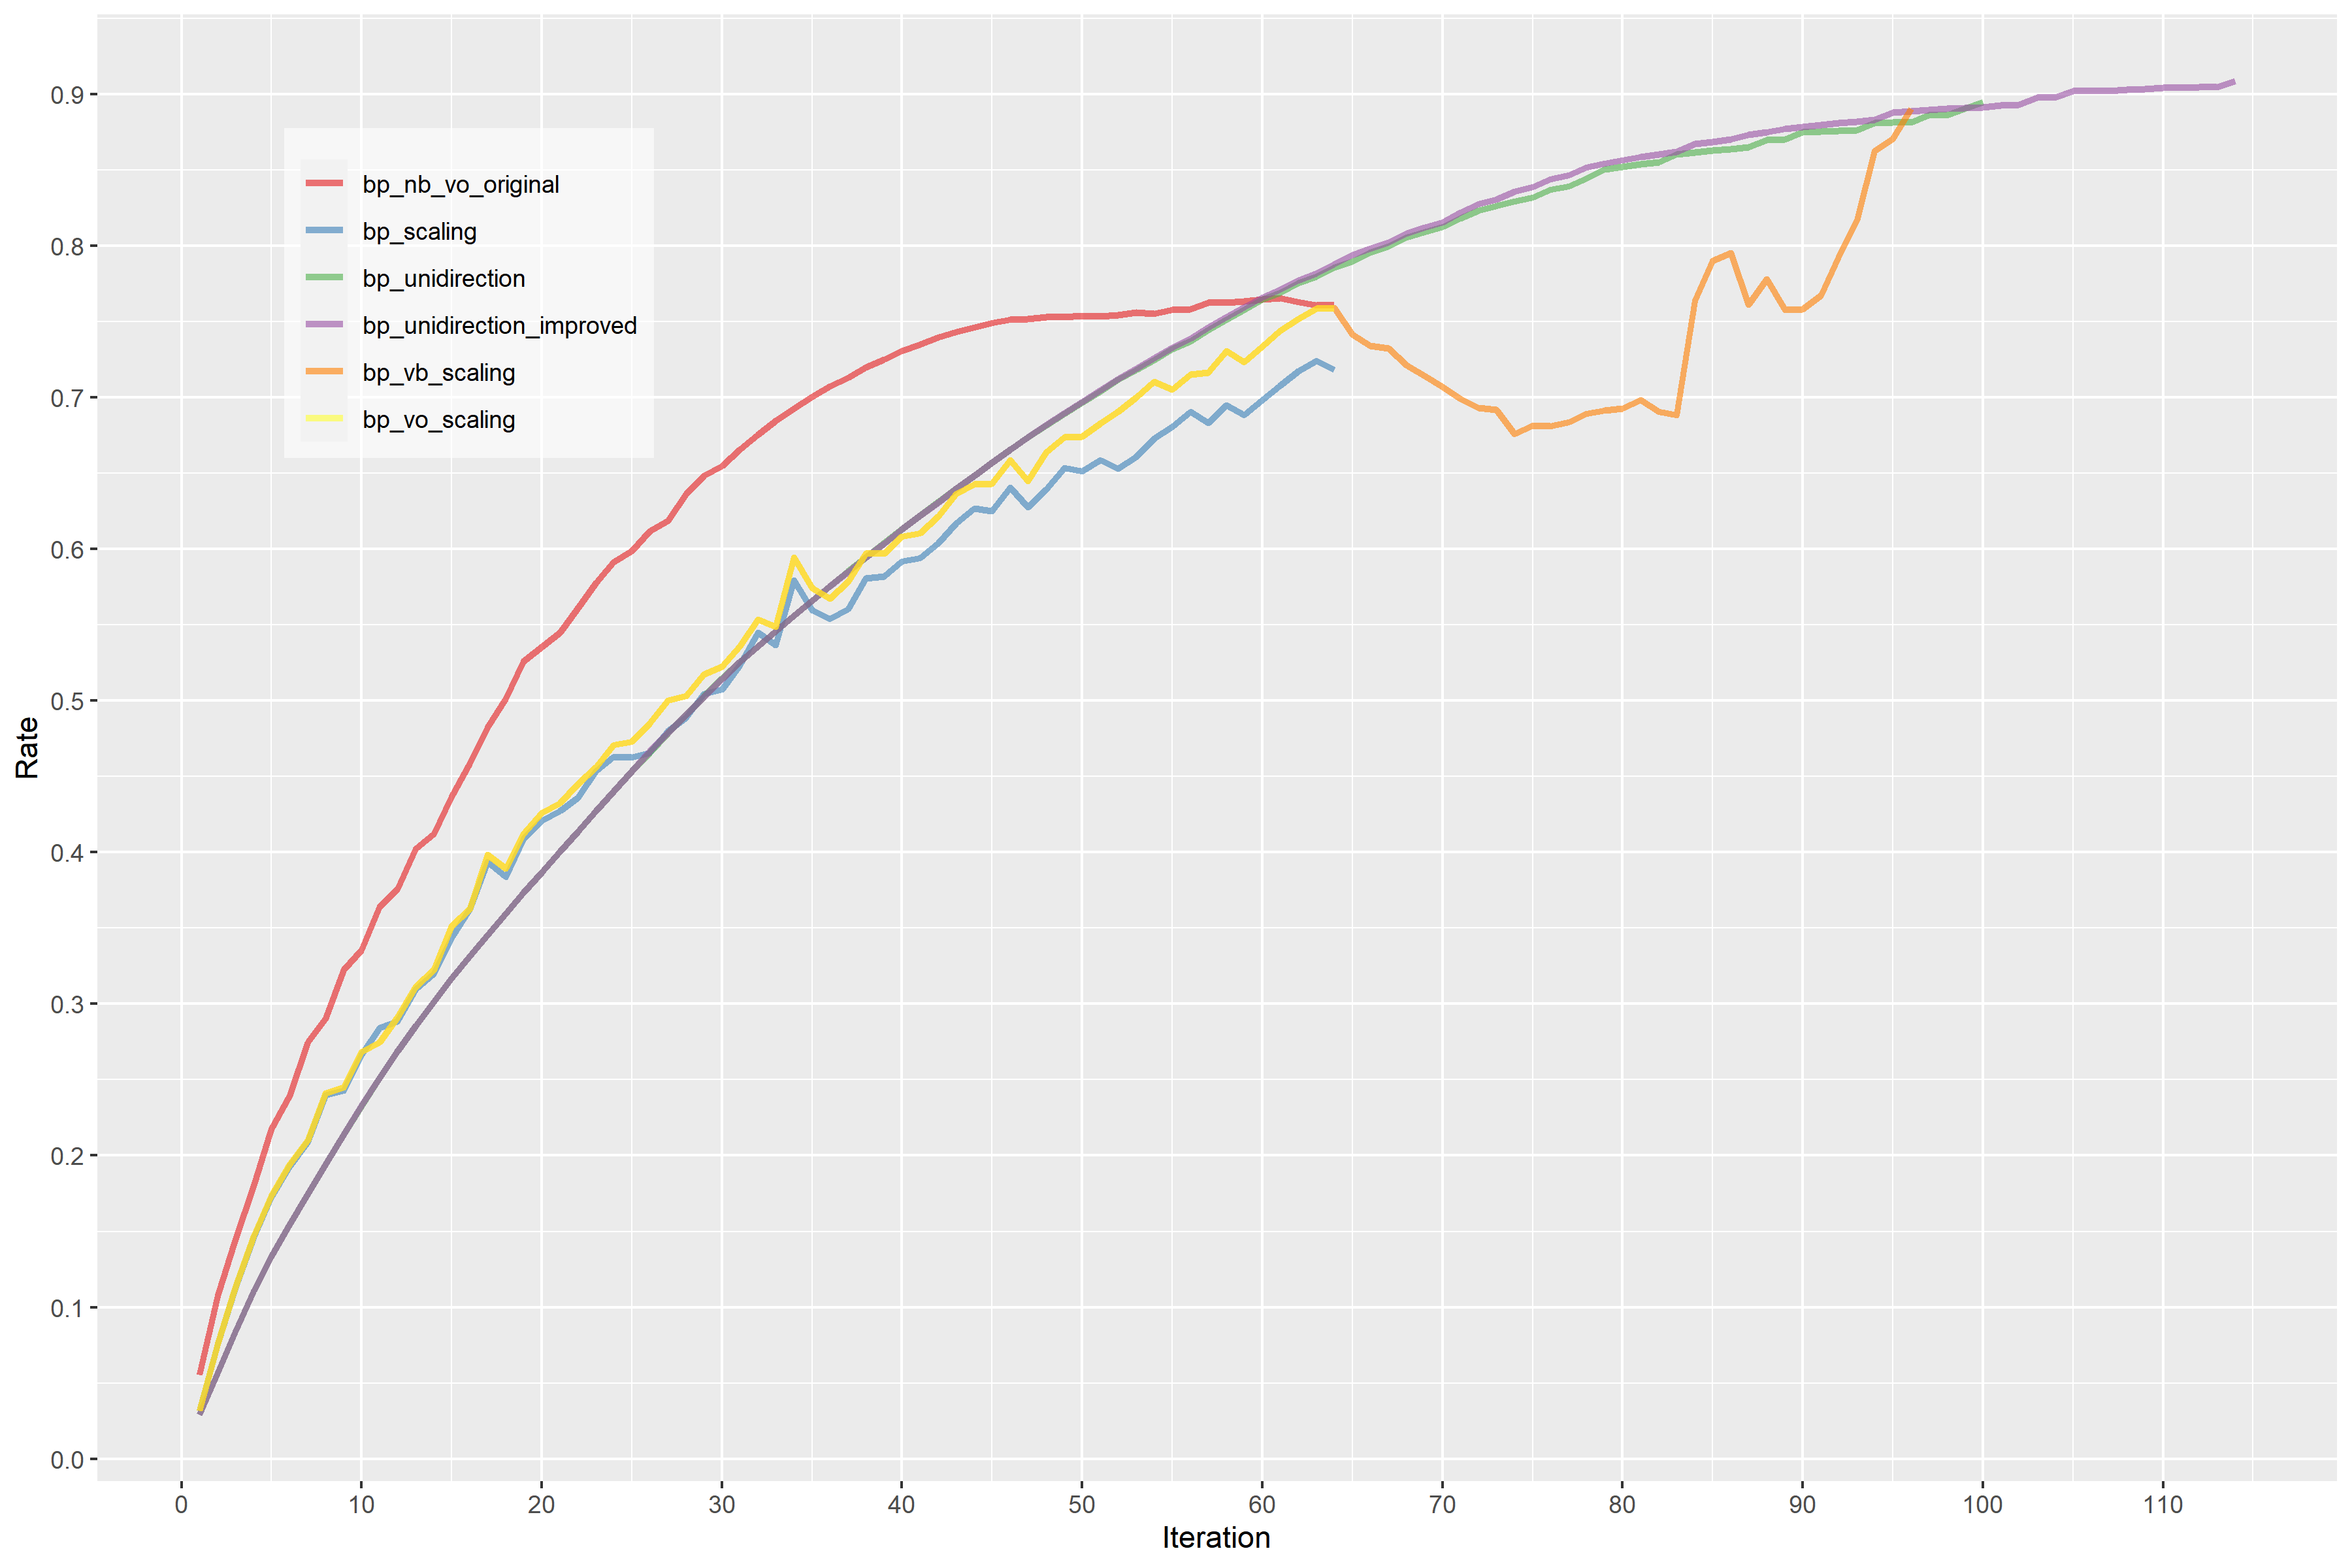 0.9
0.8
0.7
0.6
0.5
0.4
0.3
0.2
0.1
0.0
Rate
bp_nb_vo_original
bp_scaling
bp_unidirection
bp_unidirection_improved
bp_vb_scaling
bp_vo_scaling
0 10 20 30 40 50 60 70 80 90 100 110
Iteration